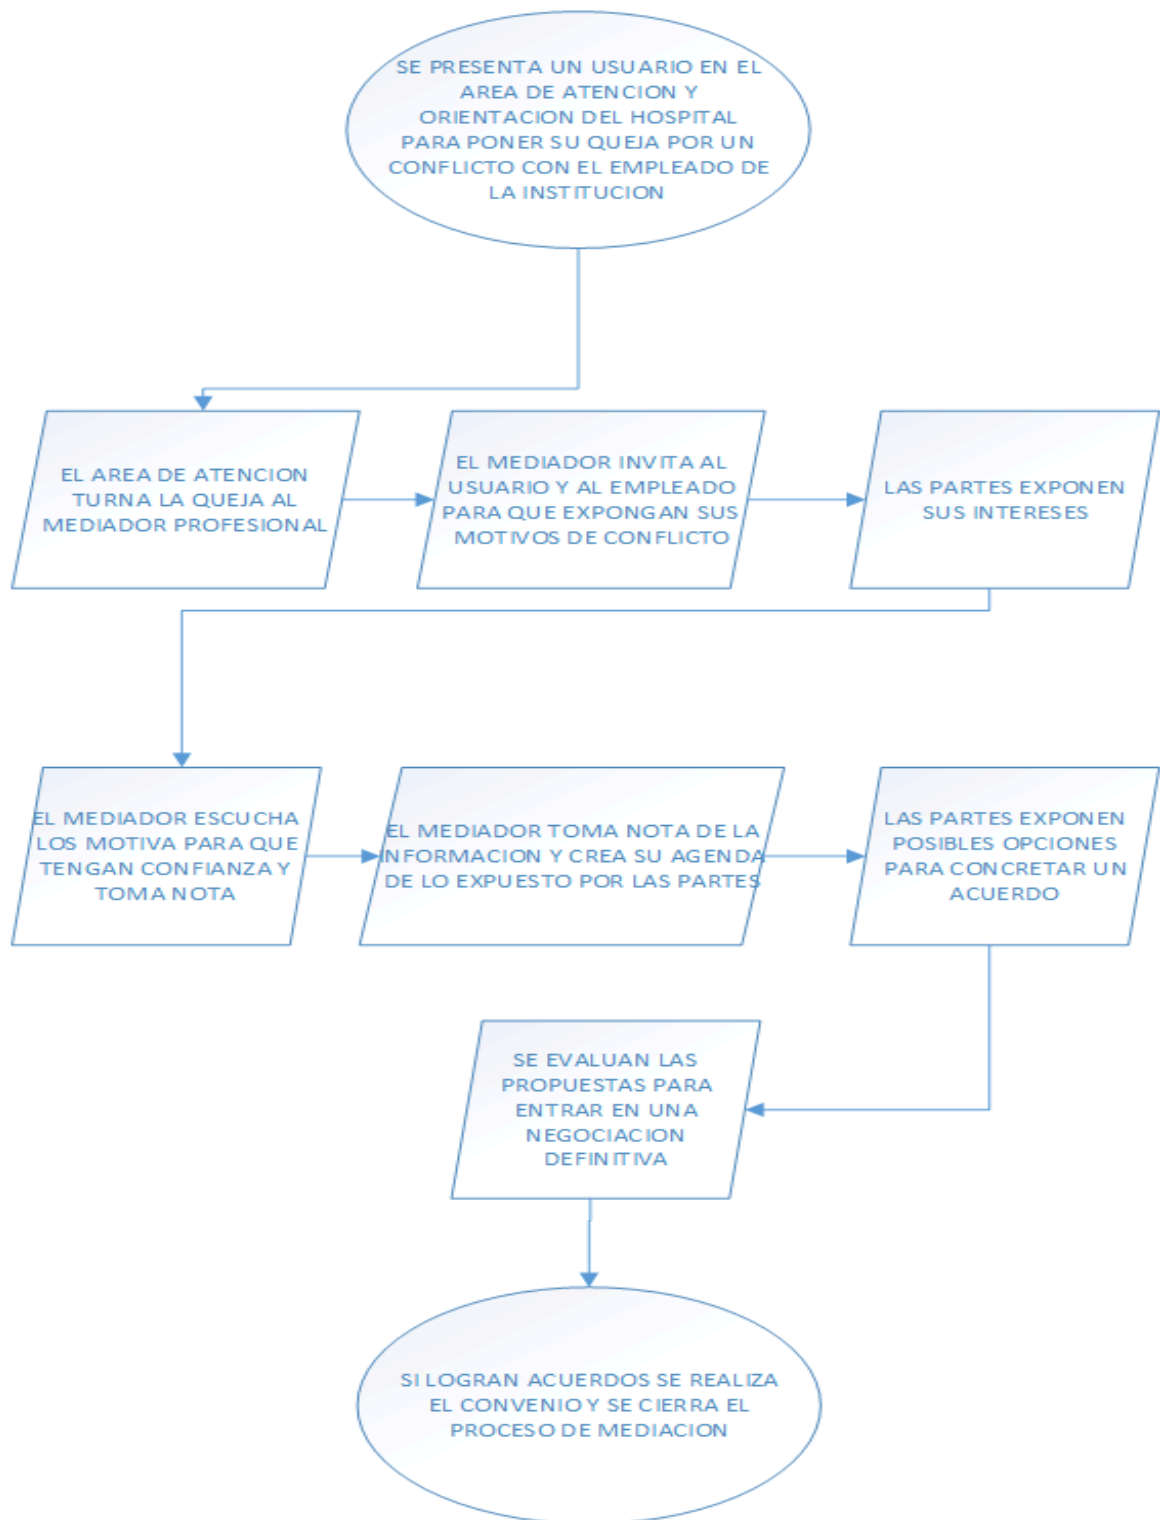 SE PRESENTA UN USUARIO EN EL
AREA DE ATENCION Y
ORIENTACION DEL HOSPITAL
PARA PONER SU QUEJA POR UN
CONFLICTO CON EL EMPLEADO DE
LA INSTITUCION
EL AREA DE ATENCION
TURNA LA QUEJA AL
MEDIADOR PROFESIONAL
EL MEDIADOR INVITA AL
USUARIO Y AL EMPLEADO
PARA QUE EXPONGAN SUS
MOTIVOS DE CONFLICTO
LAS PARTES EXPONEN
SUS INTERESES
EL MEDIADOR ESCUCHA
LOS MOTIVA PARA QUE
TENGAN CONFIANZA Y
TOMA NOTA
EL MEDIADOR TOMA NOTA DE LA
INFORMACION Y CREA SU AGENDA
DE LO EXPUESTO POR LAS PARTES
LAS PARTES EXPONEN
POSIBLES OPCIONES
PARA CONCRETAR UN
ACUERDO
SE EVALUAN LAS
PROPUESTAS PARA
ENTRAR EN UNA
NEGOCIACION
DEFINITIVA
SI LOGRAN ACUERDOS SE REALIZA
EL CONVENIO Y SE CIERRA EL
PROCESO DE MEDIACION